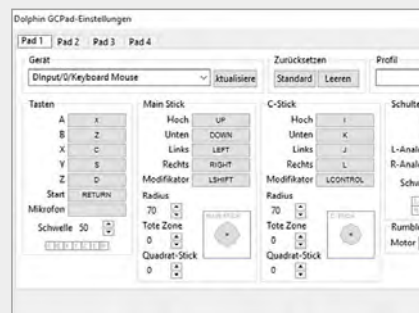 Dolphin GCPad-Einstellungen
Pad 1 Pad 2 Pad 3 Pad 4
Gerät
DInput/0/Keyboard Mouse
ktualisiere
Zurücksetzen
Standard Leeren
Profil
Tasten
A X
B Z
X C
Y S
Z D
Start RETURN
Mikrofon
Schwelle 50
Main Stick
Hoch UP
Unten DOWN
Links LEFT
Rechts RIGHT
Modifikator LSHIFT
Radius
70
Tote Zone
0
Quadrat-Stick
0
C-Stick
Hoch I
Unten K
Links J
Rechts L
Modifikator LCONTROL
Radius
70
Tote Zone
0
Quadrat-Stick
0
Schulte
L-Analo
R-Analo
Schw
Rumble
Motor